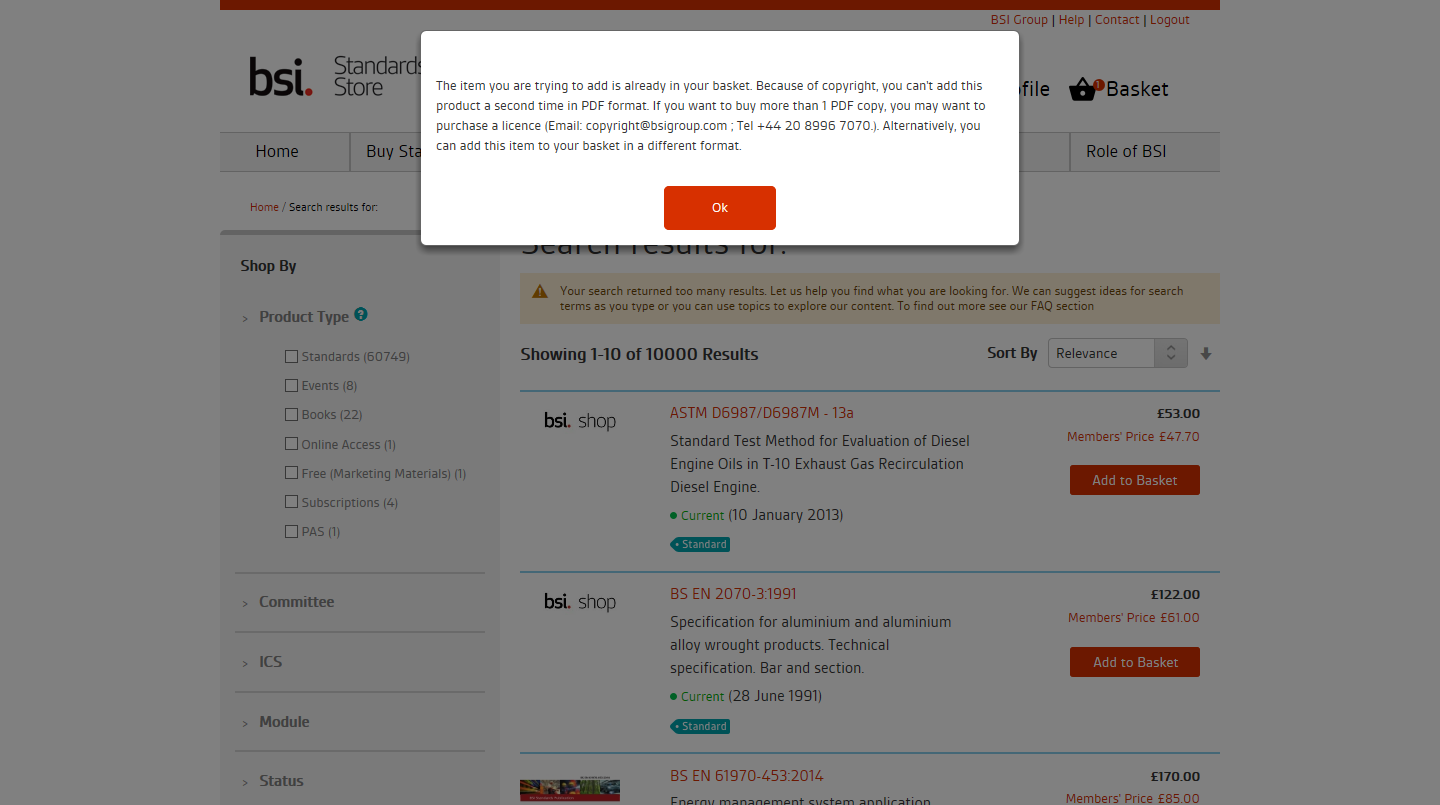 BSI Group | Help | Contact | Logout
bsi. Standards
Store
ofile
1
Basket
The item you are trying to add is already in your basket. Because of copyright, you can't add this
product a second time in PDF format. If you want to buy more than 1 PDF copy, you may want to
purchase a licence (Email: copyright@bsigroup.com ; Tel +44 20 8996 7070.). Alternatively, you
can add this item to your basket in a different format.
Ok
Home
Buy Sta
Role of BSI
Home / Search results for:
Search results for:
Shop By
Product Type ?
Standards (60749)
Events (8)
Books (22)
Online Access (1)
Free (Marketing Materials) (1)
Subscriptions (4)
PAS (1)
Committee
ICS
Module
Status
Your search returned too many results. Let us help you find what you are looking for. We can suggest ideas for search
terms as you type or you can use topics to explore our content. To find out more see our FAQ section
Showing 1-10 of 10000 Results
Sort By Relevance
bsi. shop
ASTM D6987/D6987M - 13a
Standard Test Method for Evaluation of Diesel
Engine Oils in T-10 Exhaust Gas Recirculation
Diesel Engine.
Current (10 January 2013)
Standard
£53.00
Members' Price £47.70
Add to Basket
bsi. shop
BS EN 2070-3:1991
Specification for aluminium and aluminium
alloy wrought products. Technical
specification. Bar and section.
Current (28 June 1991)
Standard
£122.00
Members' Price £61.00
Add to Basket
BS EN 61970-453:2014
Energy management system application
£170.00
Members' Price £85.00